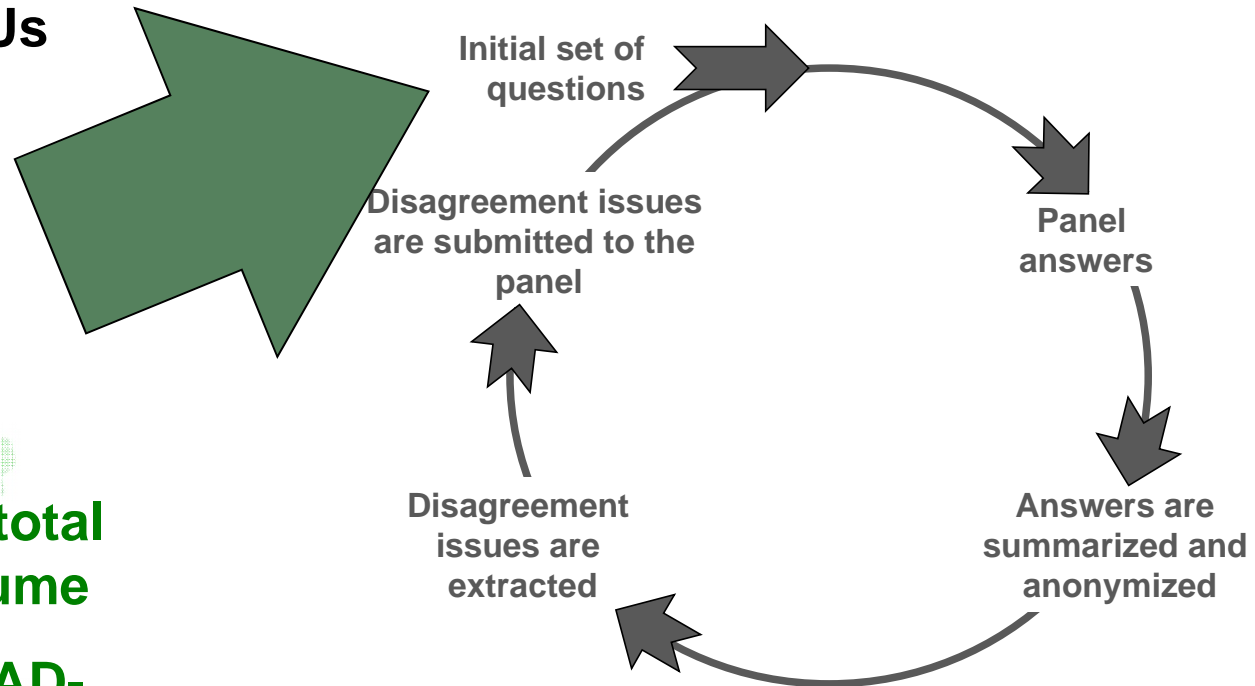 Us
Initial set of
questions
Disagreement issues
are submitted to the
panel
Panel
answers
Disagreement
issues are
extracted
Answers are
summarized and
anonymized
total
ume
AD-